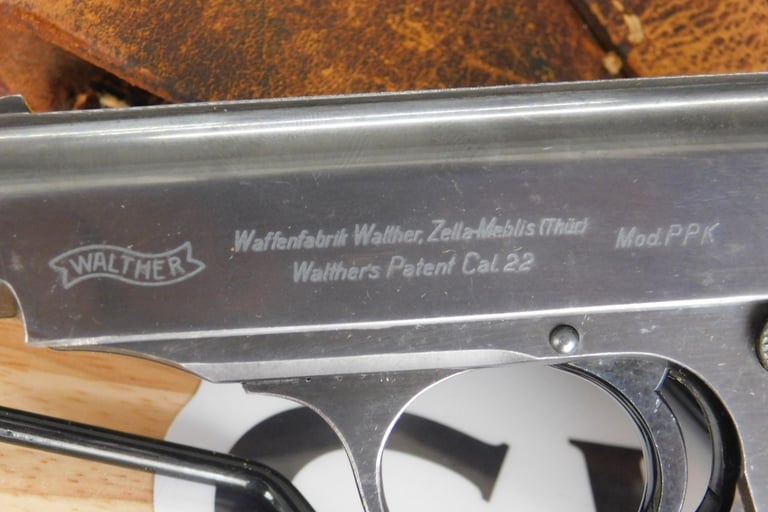 WALTHER
Waffenfabrik Walther, Zella-Mehlis (Thür)
Walthers Patent Cal. 22
Mod. PPK